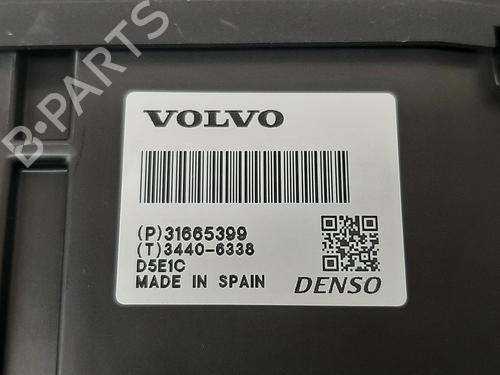 B-PARTS
VOLVO
(P)31665399
(T)3440-6338
D5E1C
MADE IN SPAIN
DENSO